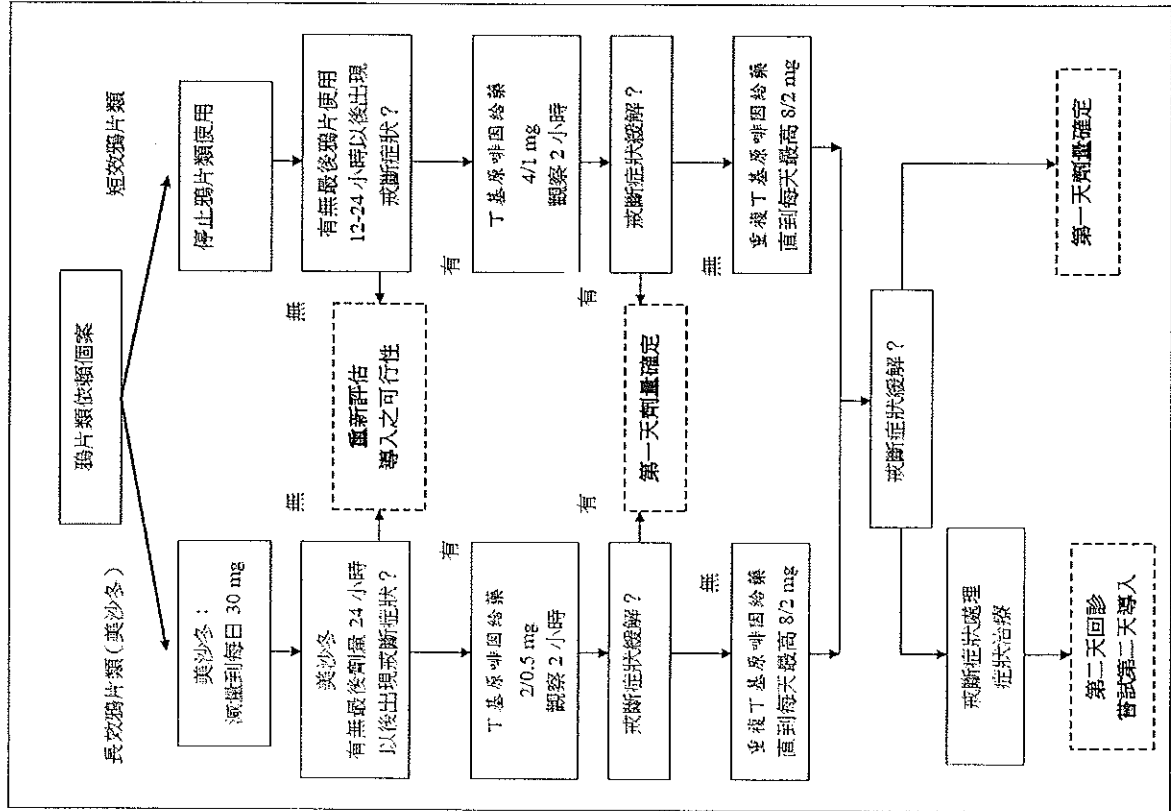 鴉片類依賴個案
長效鴉片類（美沙冬）
短效鴉片類
美沙冬：
減量到每日 30 mg
停止鴉片類使用
美沙冬
有無最後劑量 24 小時
以後出現戒斷症狀？
無
重新評估
導入之可行性
無
有無最後鴉片使用
12-24 小時以後出現
戒斷症狀？
有
有
丁基原啡因給藥
2/0.5 mg
觀察 2 小時
丁基原啡因給藥
4/1 mg
觀察 2 小時
戒斷症狀緩解？
有
第一天劑量確定
有
戒斷症狀緩解？
無
無
重複丁基原啡因給藥
直到每天最高 8/2 mg
重複丁基原啡因給藥
直到每天最高 8/2 mg
戒斷症狀緩解？
戒斷症狀處理
症狀治療
第一天劑量確定
第二天回診
嘗試第二天導入